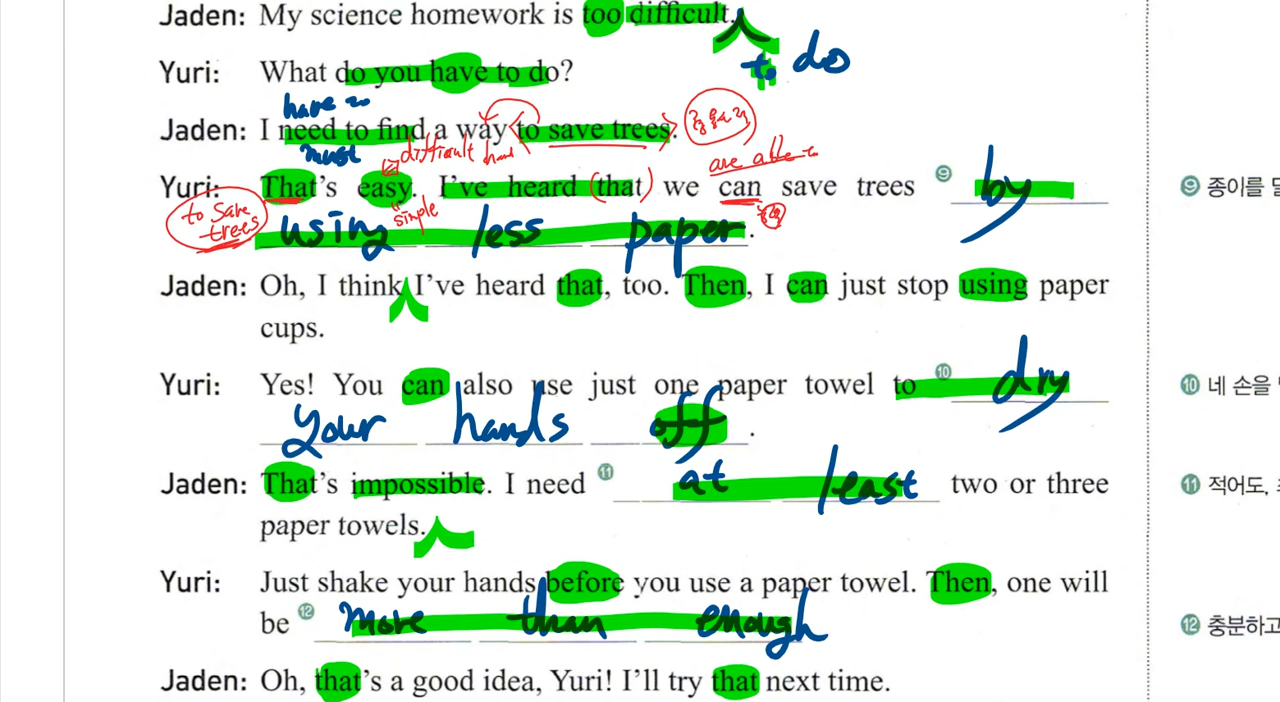 Jaden: My science homework is too difficult.
to do
Yuri: What do you have to do?
have to
Jaden: I need to find a way to save trees.
must
difficult hard
are able to
Yuri: That's easy. I've heard (that) we can save trees ⑨ by
to save trees
simple
using less paper.
⑨ 종이를 덜
Jaden: Oh, I think I've heard that, too. Then, I can just stop using paper
cups.
Yuri: Yes! You can also use just one paper towel to ⑩ dry
⑩ 네 손을
your hands off.
Jaden: That's impossible. I need ⑪ at least two or three
⑪ 적어도,
paper towels.
Yuri: Just shake your hands before you use a paper towel. Then, one will
be ⑫ more than enough
⑫ 충분하고
Jaden: Oh, that's a good idea, Yuri! I'll try that next time.